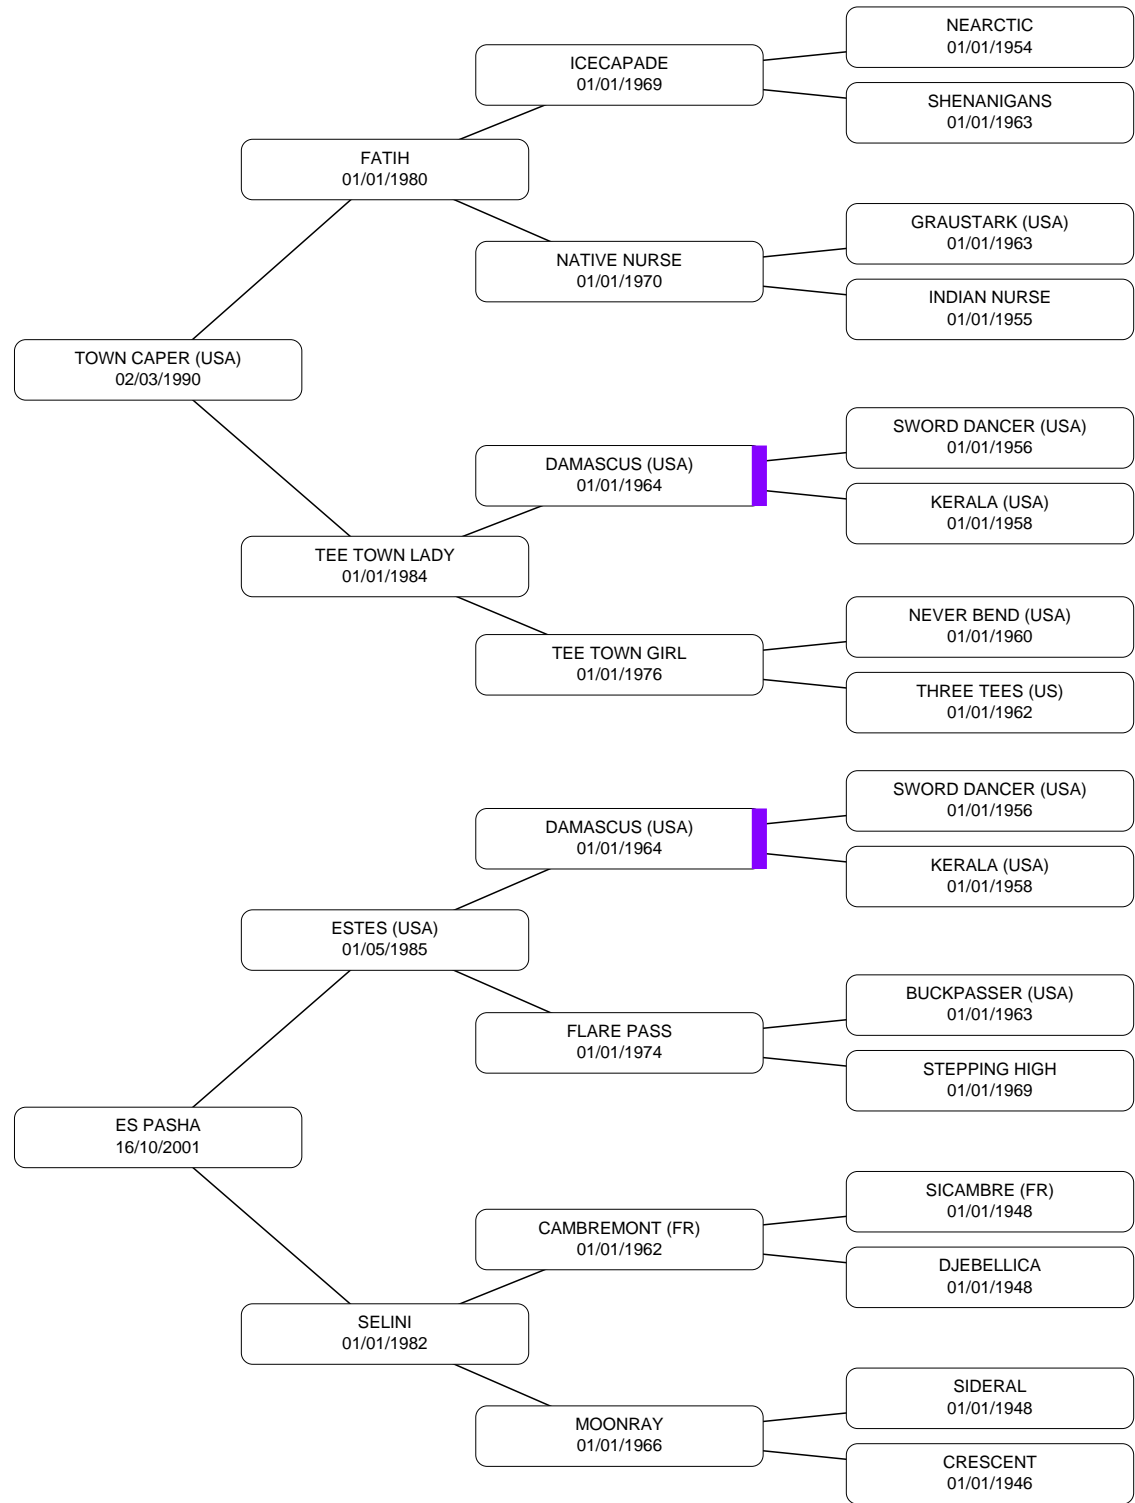 NEARCTIC
01/01/1954
ICECAPADE
01/01/1969
SHENANIGANS
01/01/1963
FATIH
01/01/1980
GRAUSTARK (USA)
01/01/1963
NATIVE NURSE
01/01/1970
INDIAN NURSE
01/01/1955
TOWN CAPER (USA)
02/03/1990
SWORD DANCER (USA)
01/01/1956
DAMASCUS (USA)
01/01/1964
KERALA (USA)
01/01/1958
TEE TOWN LADY
01/01/1984
NEVER BEND (USA)
01/01/1960
TEE TOWN GIRL
01/01/1976
THREE TEES (US)
01/01/1962
SWORD DANCER (USA)
01/01/1956
DAMASCUS (USA)
01/01/1964
KERALA (USA)
01/01/1958
ESTES (USA)
01/05/1985
BUCKPASSER (USA)
01/01/1963
FLARE PASS
01/01/1974
STEPPING HIGH
01/01/1969
ES PASHA
16/10/2001
SICAMBRE (FR)
01/01/1948
CAMBREMONT (FR)
01/01/1962
DJEBELLICA
01/01/1948
SELINI
01/01/1982
SIDERAL
01/01/1948
MOONRAY
01/01/1966
CRESCENT
01/01/1946